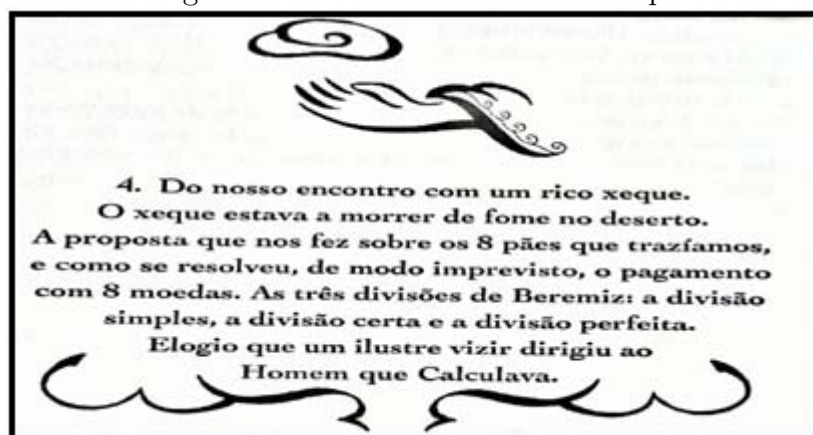 4. Do nosso encontro com um rico xeque.
O xeque estava a morrer de fome no deserto.
A proposta que nos fez sobre os 8 pães que trazíamos,
e como se resolveu, de modo imprevisto, o pagamento
com 8 moedas. As três divisões de Beremiz: a divisão
simples, a divisão certa e a divisão perfeita.
Elogio que um ilustre vizir dirigiu ao
Homem que Calculava.